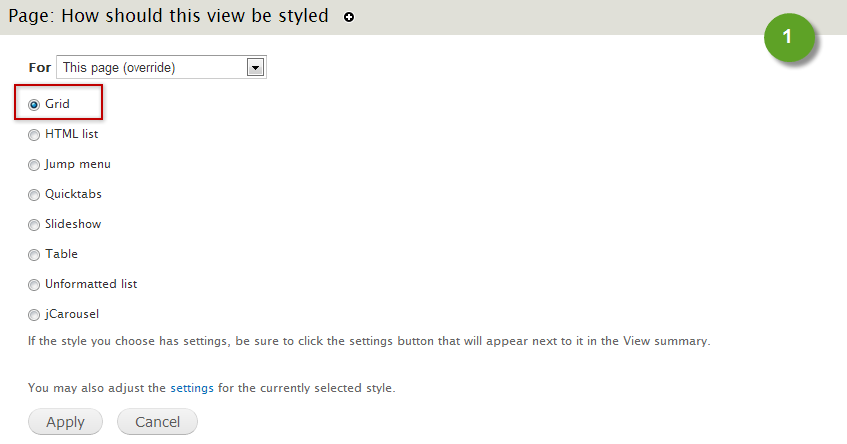 Page: How should this view be styled
1
For This page (override)
Grid
HTML list
Jump menu
Quicktabs
Slideshow
Table
Unformatted list
jCarousel
If the style you choose has settings, be sure to click the settings button that will appear next to it in the View summary.
You may also adjust the settings for the currently selected style.
Apply Cancel